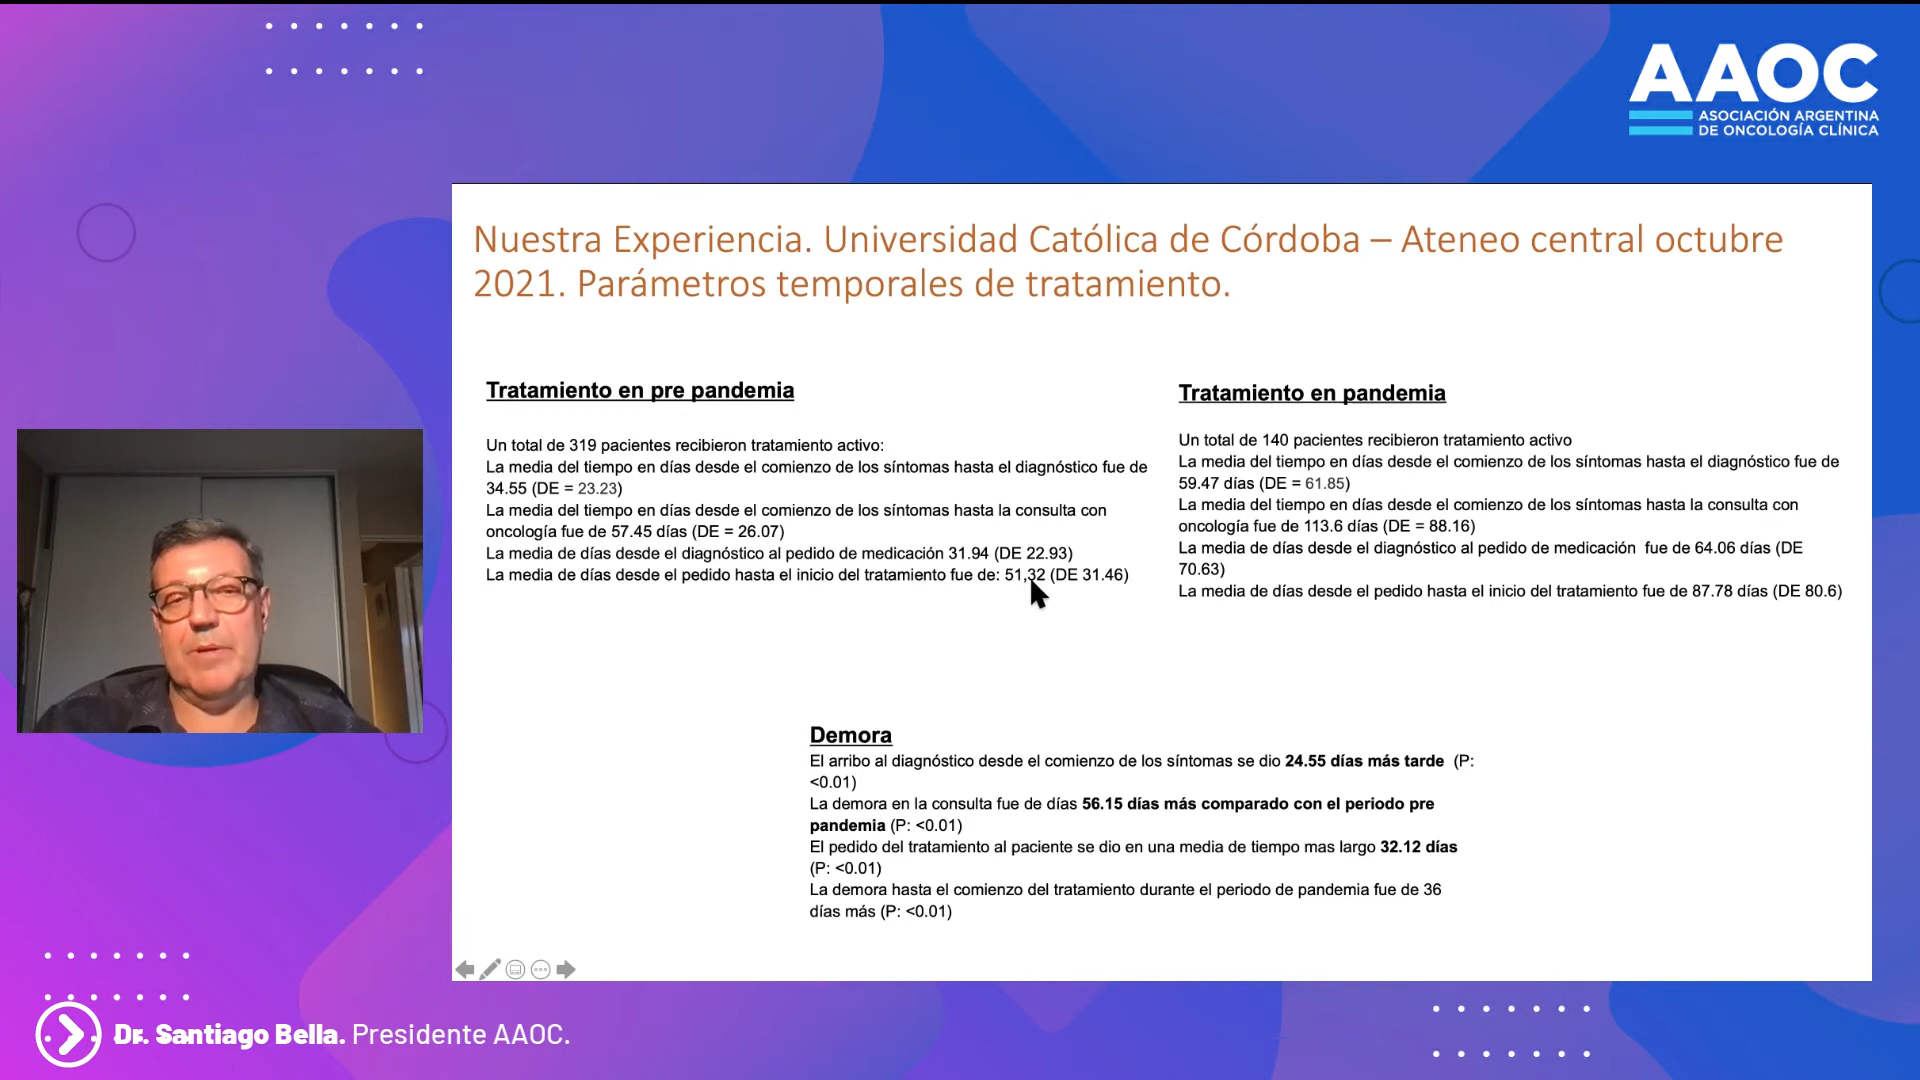 AAOC
ASOCIACIÓN ARGENTINA
DE ONCOLOGÍA CLÍNICA
Nuestra Experiencia. Universidad Católica de Córdoba – Ateneo central octubre
2021. Parámetros temporales de tratamiento.
Tratamiento en pre pandemia
Un total de 319 pacientes recibieron tratamiento activo:
La media del tiempo en días desde el comienzo de los síntomas hasta el diagnóstico fue de
34.55 (DE = 23.23)
La media del tiempo en días desde el comienzo de los síntomas hasta la consulta con
oncología fue de 57.45 días (DE = 26.07)
La media de días desde el diagnóstico al pedido de medicación 31.94 (DE 22.93)
La media de días desde el pedido hasta el inicio del tratamiento fue de: 51,32 (DE 31.46)
Tratamiento en pandemia
Un total de 140 pacientes recibieron tratamiento activo
La media del tiempo en días desde el comienzo de los síntomas hasta el diagnóstico fue de
59.47 días (DE = 61.85)
La media del tiempo en días desde el comienzo de los síntomas hasta la consulta con
oncología fue de 113.6 días (DE = 88.16)
La media de días desde el diagnóstico al pedido de medicación fue de 64.06 días (DE
70.63)
La media de días desde el pedido hasta el inicio del tratamiento fue de 87.78 días (DE 80.6)
Demora
El arribo al diagnóstico desde el comienzo de los síntomas se dio 24.55 días más tarde (P:
<0.01)
La demora en la consulta fue de días 56.15 días más comparado con el periodo pre
pandemia (P: <0.01)
El pedido del tratamiento al paciente se dio en una media de tiempo mas largo 32.12 días
(P: <0.01)
La demora hasta el comienzo del tratamiento durante el periodo de pandemia fue de 36
días más (P: <0.01)
Dr. Santiago Bella. Presidente AAOC.